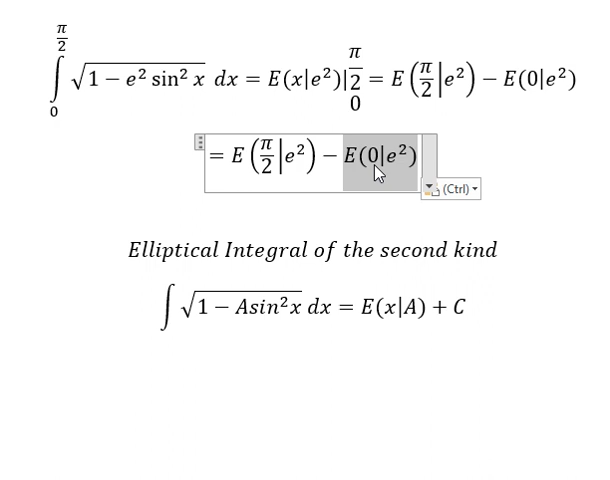 ∫₀^(π/2) √(1 − e² sin² x) dx = E(x|e²)|₀^(π/2) = E(π/2|e²) − E(0|e²)
= E(π/2|e²) − E(0|e²)
(Ctrl)
Elliptical Integral of the second kind
∫ √(1 − Asin²x) dx = E(x|A) + C